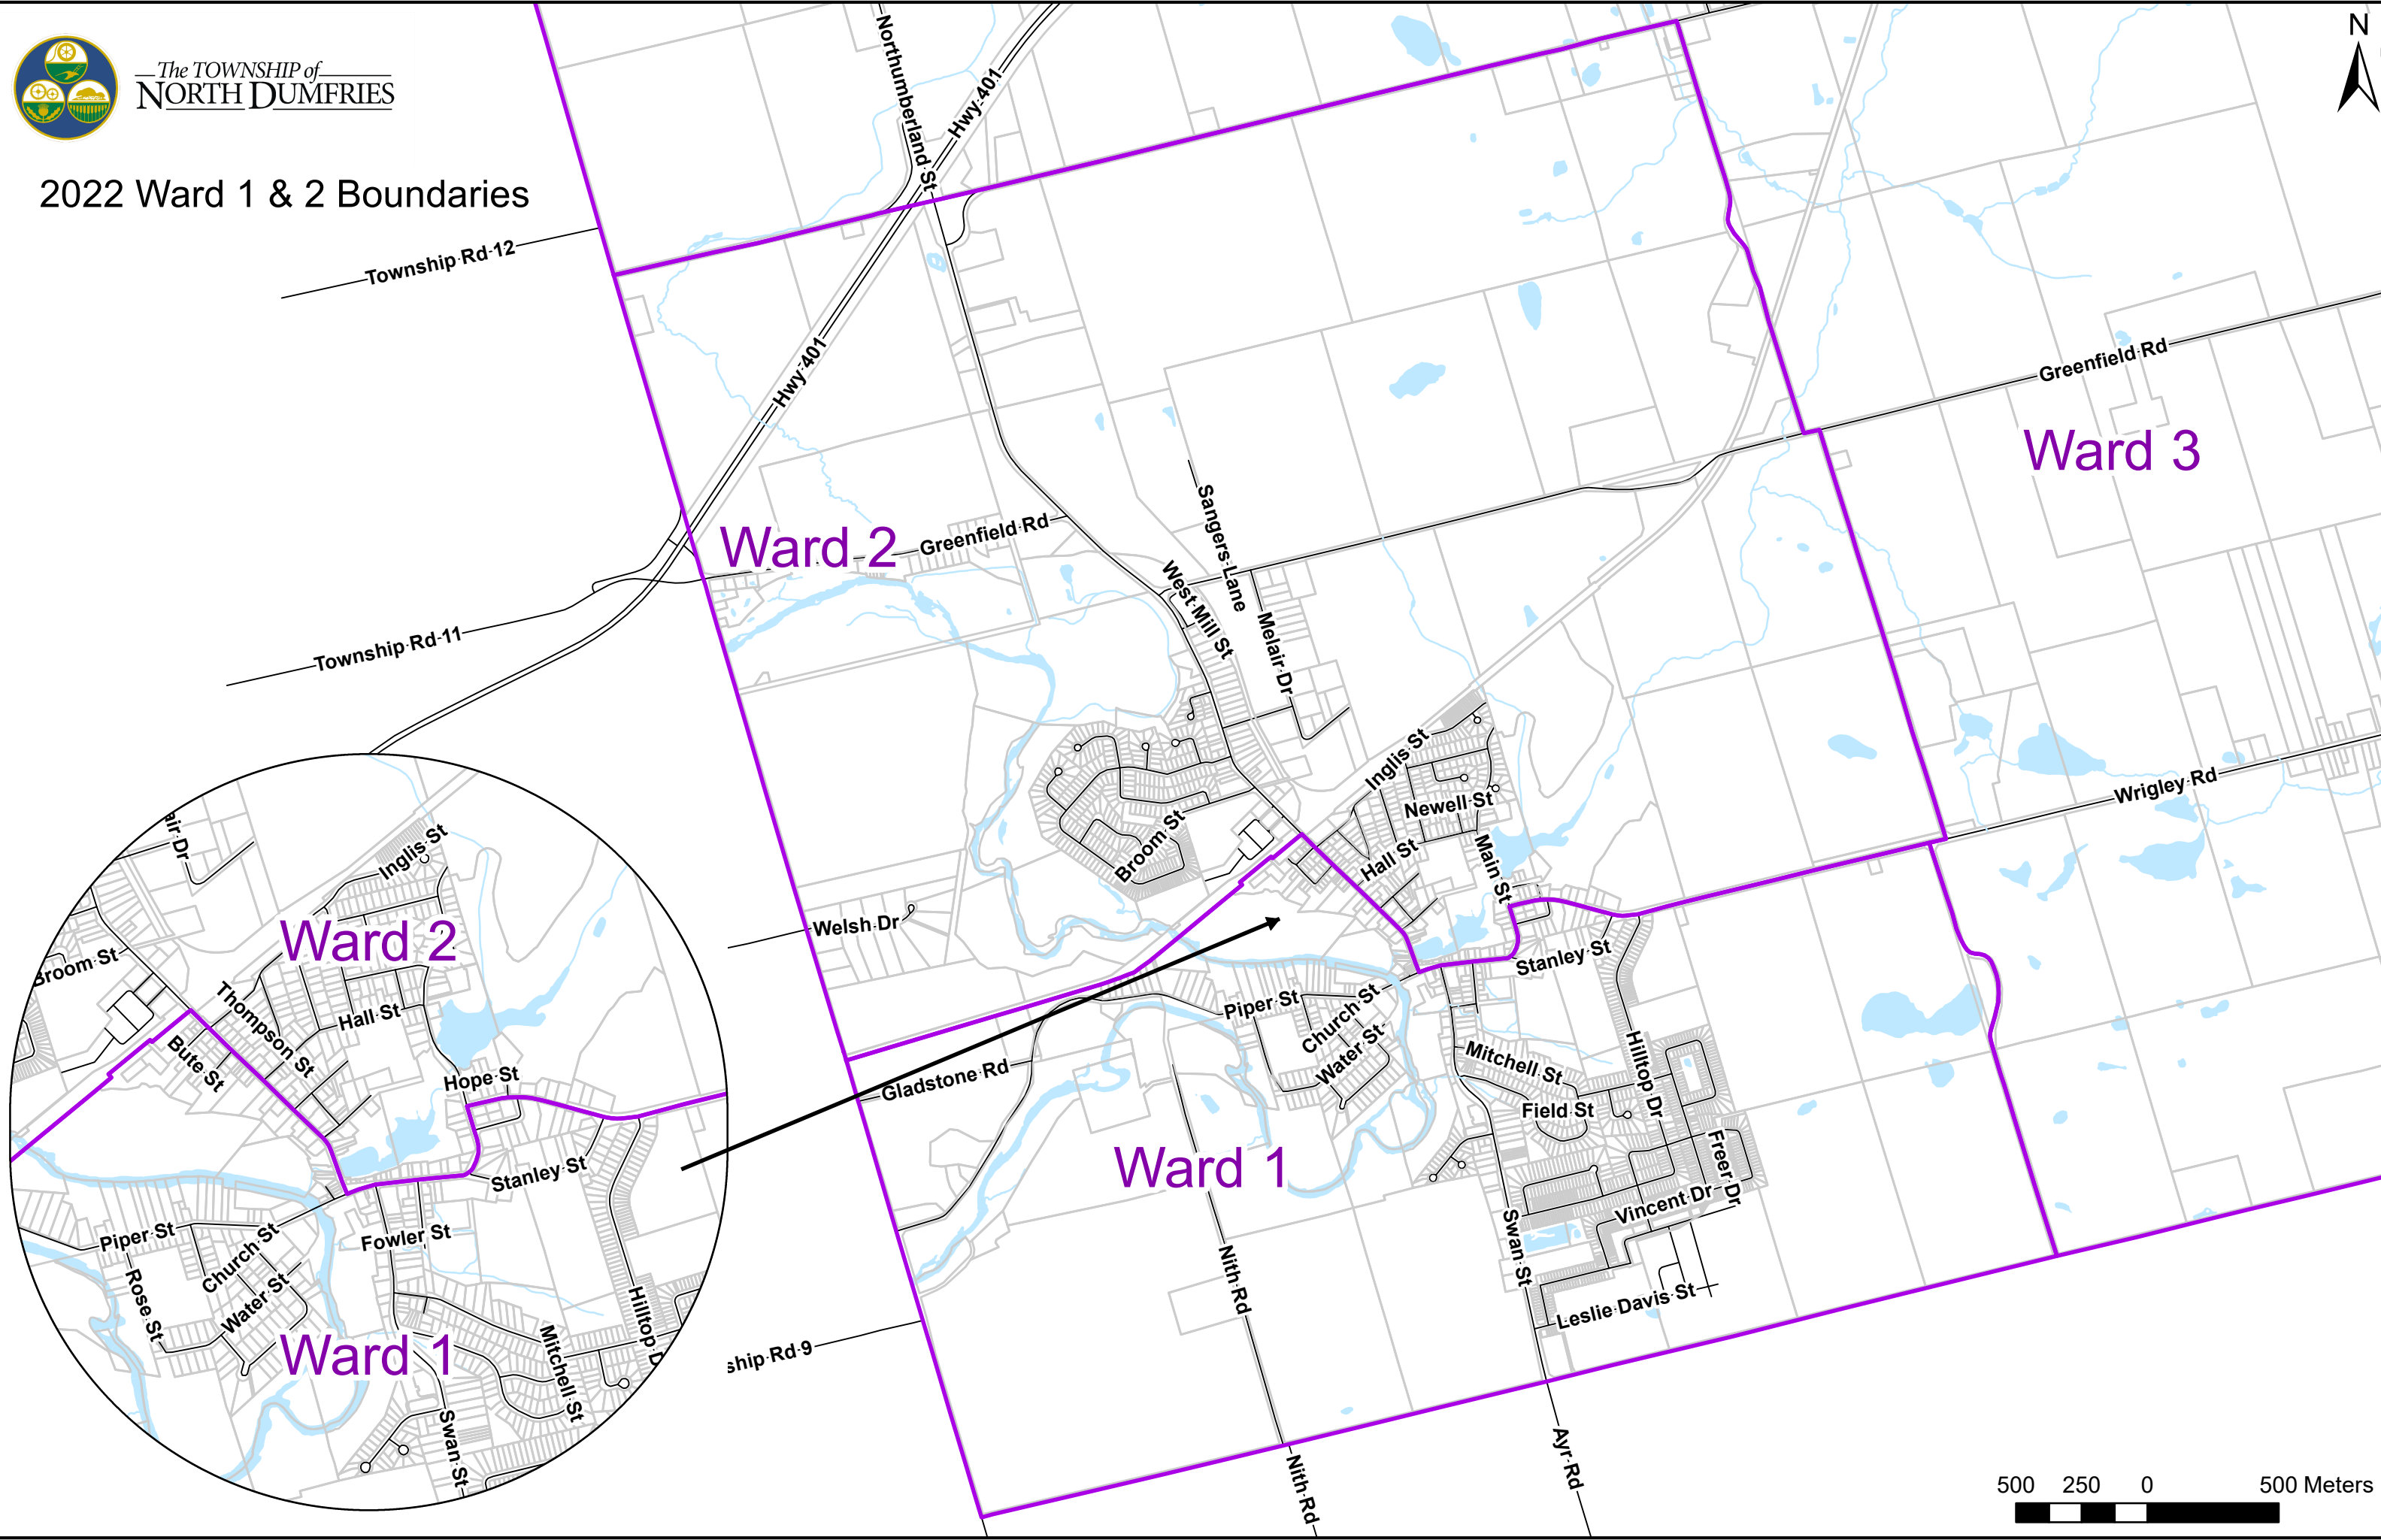 The TOWNSHIP of
NORTH DUMFRIES
2022 Ward 1 & 2 Boundaries
N
Northumberland St
Hwy 401
Township Rd 12
Hwy 401
Greenfield Rd
Ward 3
Ward 2
Greenfield Rd
Sangers Lane
West Mill St
Melair Dr
Township Rd 11
Inglis St
Newell St
Wrigley Rd
Broom St
Hall St
Main St
Welsh Dr
Stanley St
Piper St
Church St
Water St
Gladstone Rd
Mitchell St
Hilltop Dr
Field St
Freer Dr
Ward 1
Vincent Dr
Swan St
Nith Rd
Leslie Davis St
ship Rd 9
Ayr Rd
Nith Rd
air Dr
Inglis St
Ward 2
Broom St
Thompson St
Hall St
Bute St
Hope St
Stanley St
Piper St
Church St
Fowler St
Rose St
Water St
Hilltop D
Ward 1
Mitchell St
Swan St
500 250 0 500 Meters